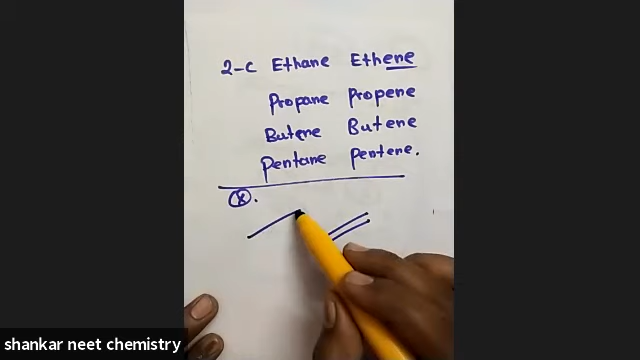 2-C Ethane Ethene
Propane Propene
Butene Butene
Pentane Pentene.
shankar neet chemistry